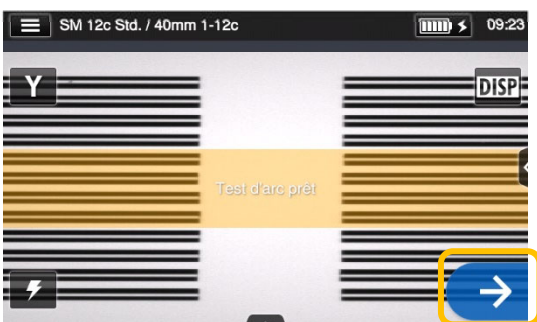 SM 12c Std. / 40mm 1-12c
09:23
Y
DISP
Test d'arc prêt